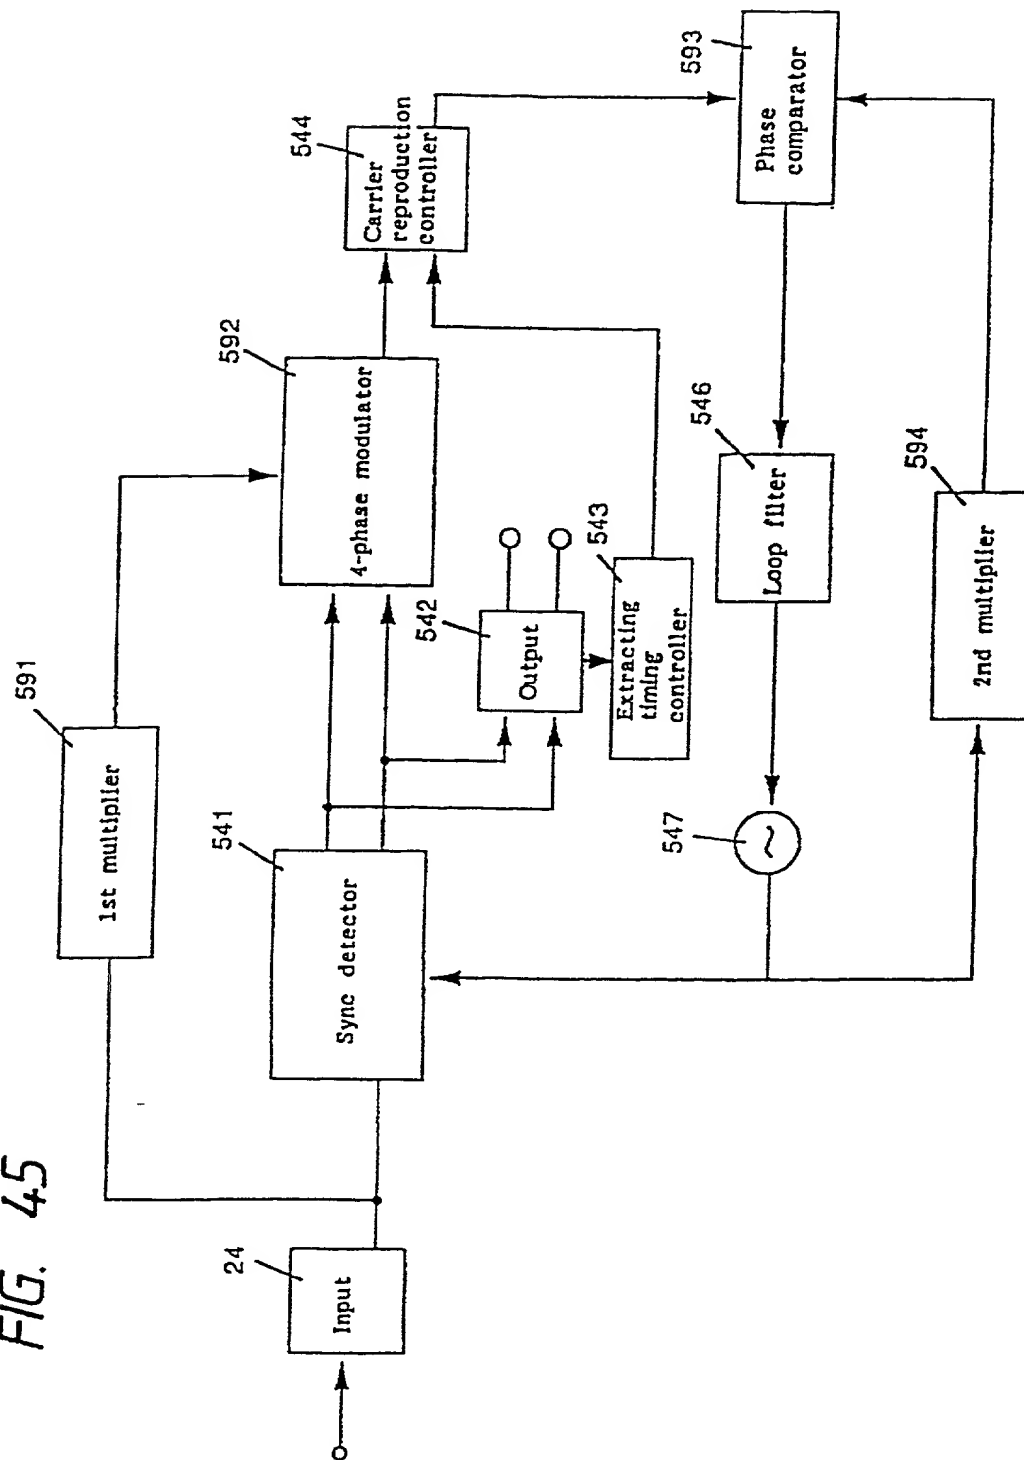 FIG. 45
24
Input
591
1st multiplier
541
Sync detector
592
4-phase modulator
542
Output
543
Extracting
timing
controller
544
Carrier
reproduction
controller
593
Phase
comparator
546
Loop filter
547
~
594
2nd multiplier